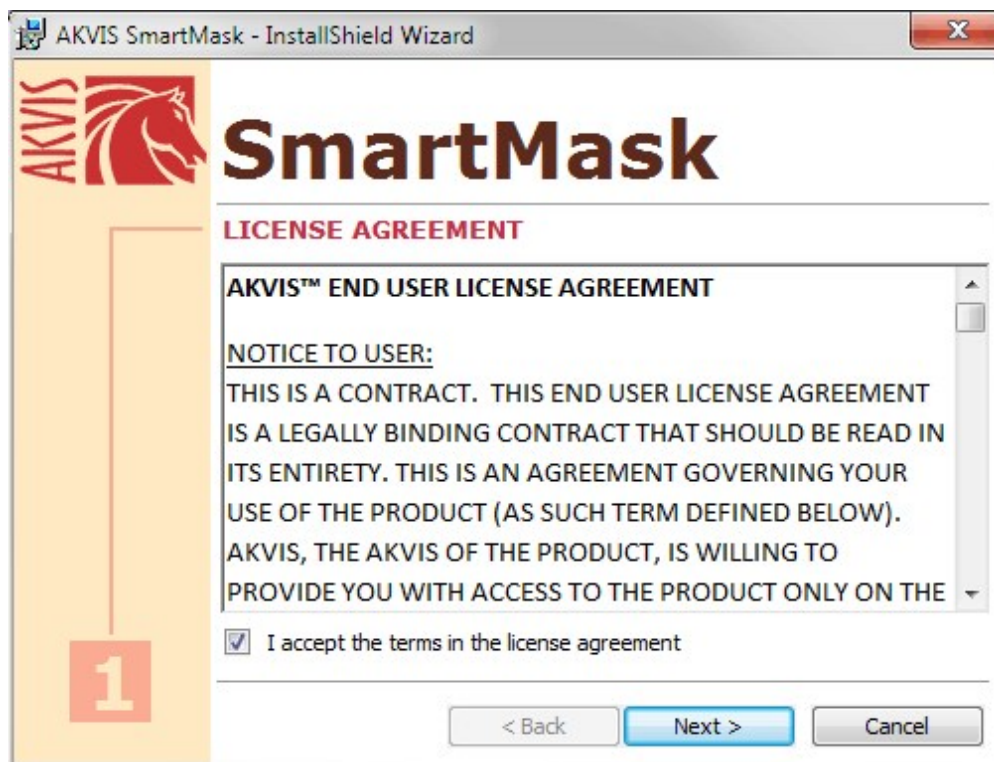 AKVIS SmartMask - InstallShield Wizard
AKVIS
SmartMask
LICENSE AGREEMENT
AKVIS™ END USER LICENSE AGREEMENT
NOTICE TO USER:
THIS IS A CONTRACT.  THIS END USER LICENSE AGREEMENT
IS A LEGALLY BINDING CONTRACT THAT SHOULD BE READ IN
ITS ENTIRETY. THIS IS AN AGREEMENT GOVERNING YOUR
USE OF THE PRODUCT (AS SUCH TERM DEFINED BELOW).
AKVIS, THE AKVIS OF THE PRODUCT, IS WILLING TO
PROVIDE YOU WITH ACCESS TO THE PRODUCT ONLY ON THE
I accept the terms in the license agreement
1
< Back
Next >
Cancel